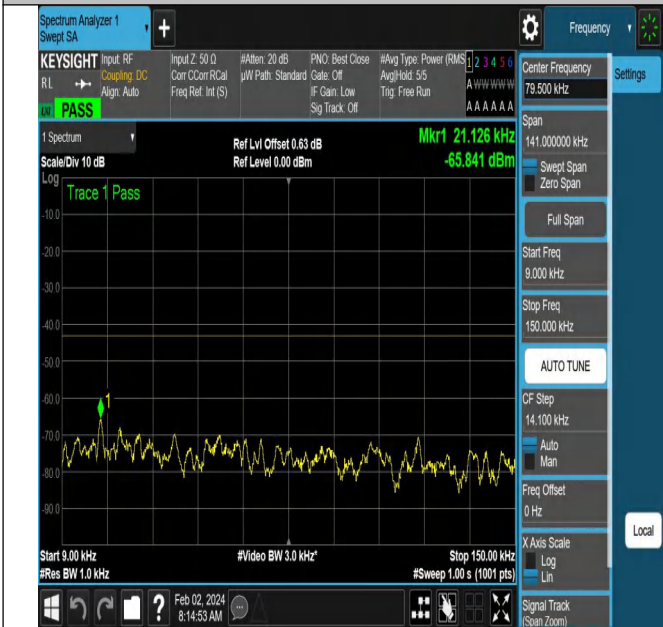 Spectrum Analyzer 1
Swept SA
+
Frequency
KEYSIGHT
Input: RF
Coupling: DC
Align: Auto
Input Z: 50 Ω
Corr CCorr RCal
Freq Ref: Int (S)
#Atten: 20 dB
µW Path: Standard
PNO: Best Close
Gate: Off
IF Gain: Low
Sig Track: Off
#Avg Type: Power (RMS
Avg|Hold: 5/5
Trig: Free Run
1 2 3 4 5 6
A W W W W W
A A A A A A
R L
PASS
Center Frequency
79.500 kHz
Settings
1 Spectrum
Scale/Div 10 dB
Ref Lvl Offset 0.63 dB
Ref Level 0.00 dBm
Mkr1 21.126 kHz
-65.841 dBm
Span
141.000000 kHz
Swept Span
Zero Span
Full Span
Log
Trace 1 Pass
-10.0
-20.0
-30.0
-40.0
-50.0
-60.0
-70.0
-80.0
-90.0
1
Start Freq
9.000 kHz
Stop Freq
150.000 kHz
AUTO TUNE
CF Step
14.100 kHz
Auto
Man
Freq Offset
0 Hz
X Axis Scale
Log
Lin
Local
Start 9.00 kHz
#Res BW 1.0 kHz
#Video BW 3.0 kHz*
Stop 150.00 kHz
#Sweep 1.00 s (1001 pts)
Signal Track
(Span Zoom)
?
Feb 02, 2024
8:14:53 AM